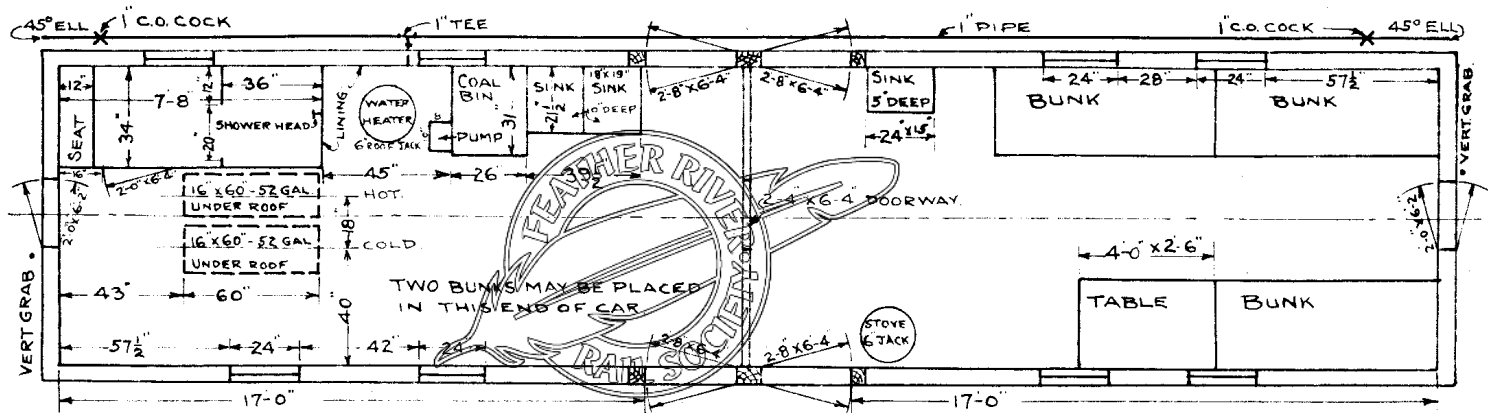 45° ELL
1" C.O. COCK
1" TEE
1" PIPE
1" C.O. COCK
45° ELL
12"
7'-8"
34"
SEAT
12"
20"
36"
SHOWER HEAD
LINING
WATER HEATER
6" ROOF JACK
PUMP
COAL BIN
31"
SINK
21 1/2"
18"X19" SINK
DEEP
2'-8"X6'-4"
2'-8"X6'-4"
SINK
5" DEEP
24"X15"
24"
28"
24"
57 1/2"
BUNK
BUNK
VERT. GRAB.
16"
2'-0"X6'-2"
2'-0"X6'-2"
45"
26"
HOT.
16"X60"-52 GAL
UNDER ROOF
18"
COLD
16"X60"-52 GAL
UNDER ROOF
2'-4"X6'-4" DOORWAY.
2'-0"X6'-2"
FEATHER RIVER
RAIL SOCIETY
43"
60"
40
TWO BUNKS MAY BE PLACED
IN THIS END OF CAR
4'-0" X 2'-6"
TABLE
BUNK
STOVE
6" JACK
VERT GRAB.
57 1/2"
24"
42"
24"
2'-8"X6'-4"
2'-8"X6'-4"
17'-0"
17'-0"